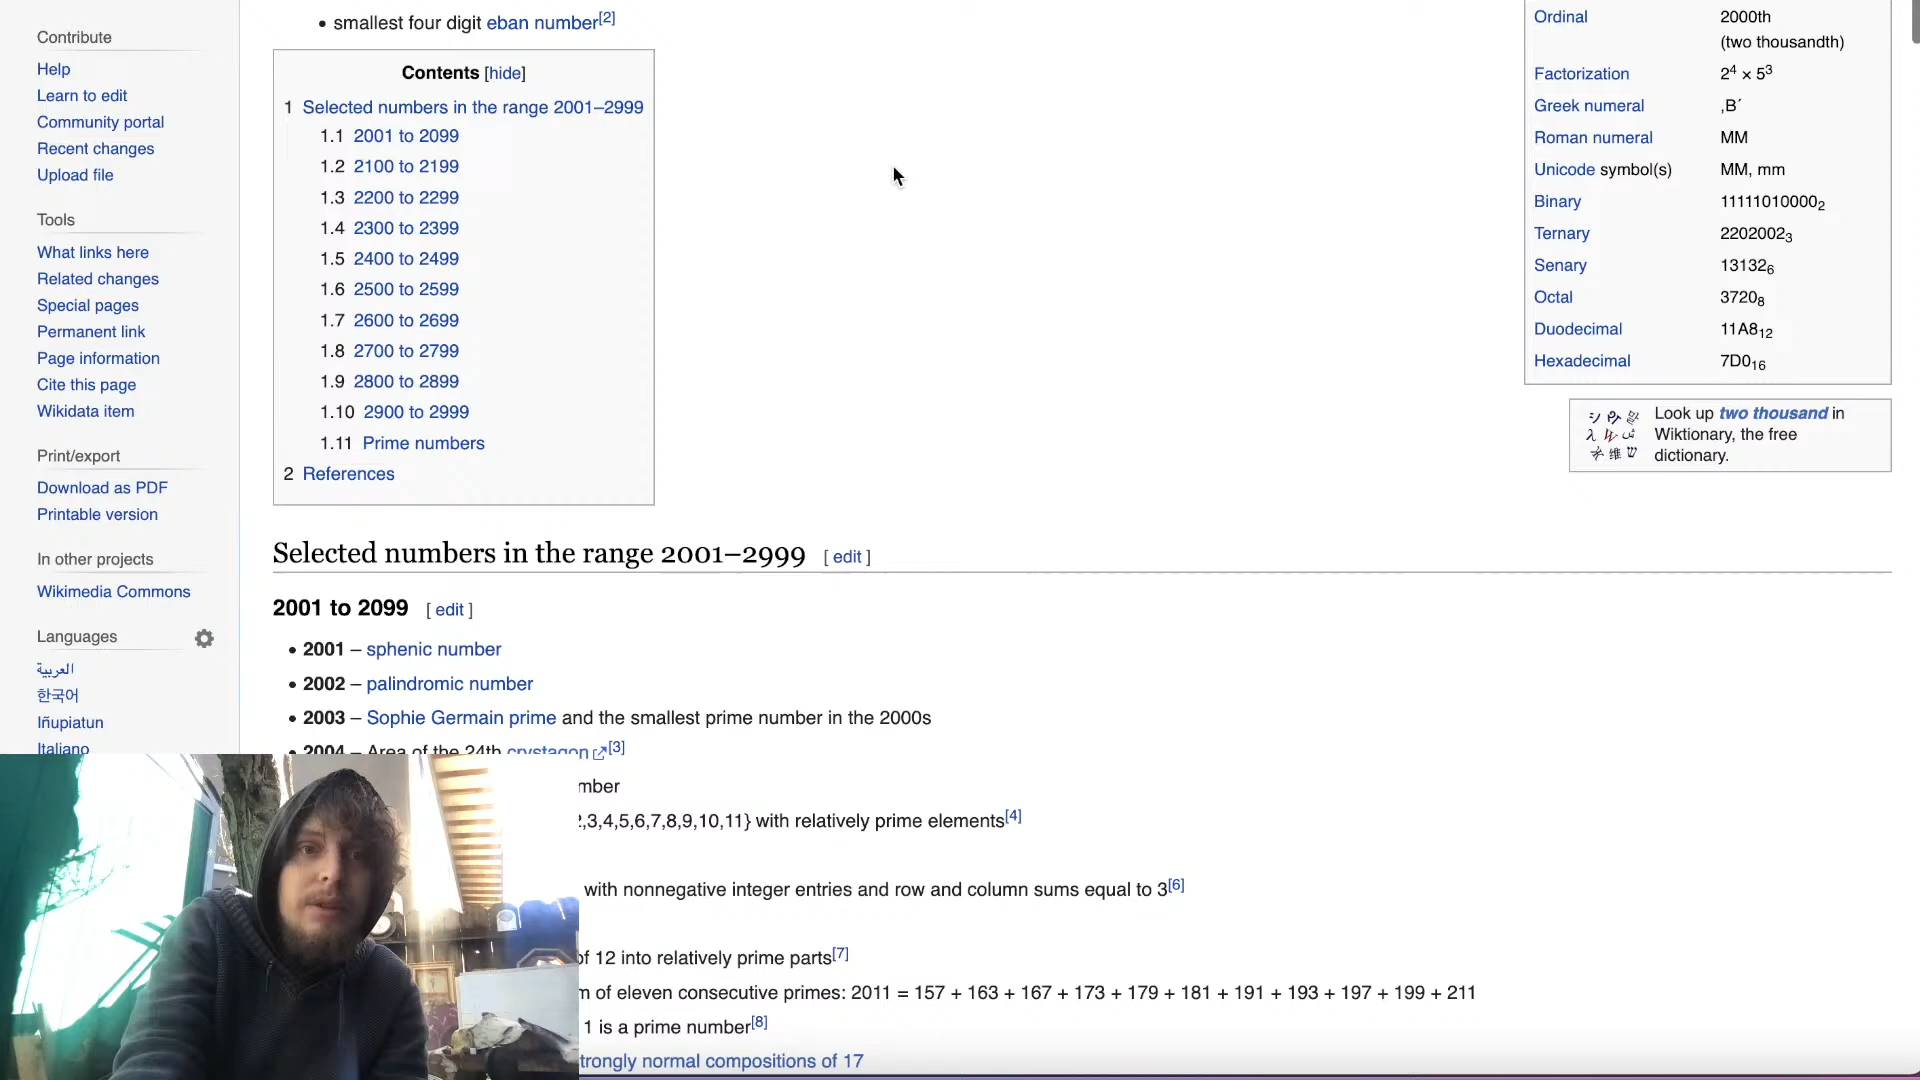 Contribute
Help
Learn to edit
Community portal
Recent changes
Upload file
Tools
What links here
Related changes
Special pages
Permanent link
Page information
Cite this page
Wikidata item
Print/export
Download as PDF
Printable version
In other projects
Wikimedia Commons
Languages
العربية
한국어
Iñupiatun
Italiano
• smallest four digit eban number[2]
Contents [hide]
1 Selected numbers in the range 2001–2999
1.1 2001 to 2099
1.2 2100 to 2199
1.3 2200 to 2299
1.4 2300 to 2399
1.5 2400 to 2499
1.6 2500 to 2599
1.7 2600 to 2699
1.8 2700 to 2799
1.9 2800 to 2899
1.10 2900 to 2999
1.11 Prime numbers
2 References
Ordinal 2000th
(two thousandth)
Factorization 2⁴ × 5³
Greek numeral ,Β´
Roman numeral MM
Unicode symbol(s) MM, mm
Binary 11111010000₂
Ternary 2202002₃
Senary 13132₆
Octal 3720₈
Duodecimal 11A8₁₂
Hexadecimal 7D0₁₆
Look up two thousand in
Wiktionary, the free
dictionary.
Selected numbers in the range 2001–2999 [ edit ]
2001 to 2099 [ edit ]
• 2001 – sphenic number
• 2002 – palindromic number
• 2003 – Sophie Germain prime and the smallest prime number in the 2000s
• 2004 – Area of the 24th crystagon[3]
mber
,3,4,5,6,7,8,9,10,11} with relatively prime elements[4]
with nonnegative integer entries and row and column sums equal to 3[6]
of 12 into relatively prime parts[7]
m of eleven consecutive primes: 2011 = 157 + 163 + 167 + 173 + 179 + 181 + 191 + 193 + 197 + 199 + 211
1 is a prime number[8]
trongly normal compositions of 17